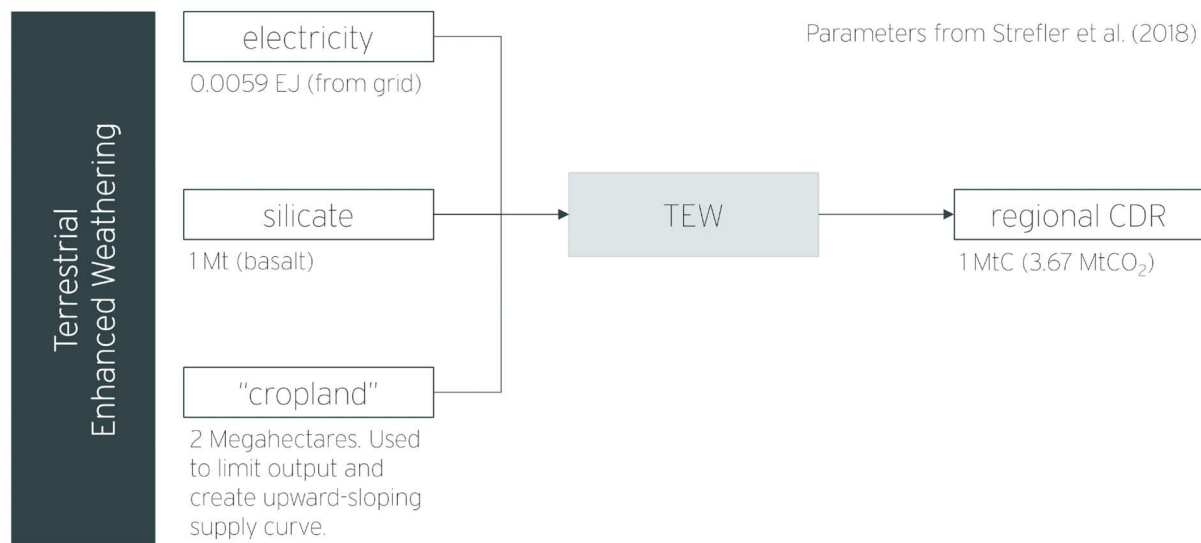 Terrestrial
Enhanced Weathering
electricity
0.0059 EJ (from grid)
Parameters from Strefler et al. (2018)
silicate
1 Mt (basalt)
TEW
regional CDR
1 MtC (3.67 MtCO₂)
"cropland"
2 Megahectares. Used
to limit output and
create upward-sloping
supply curve.